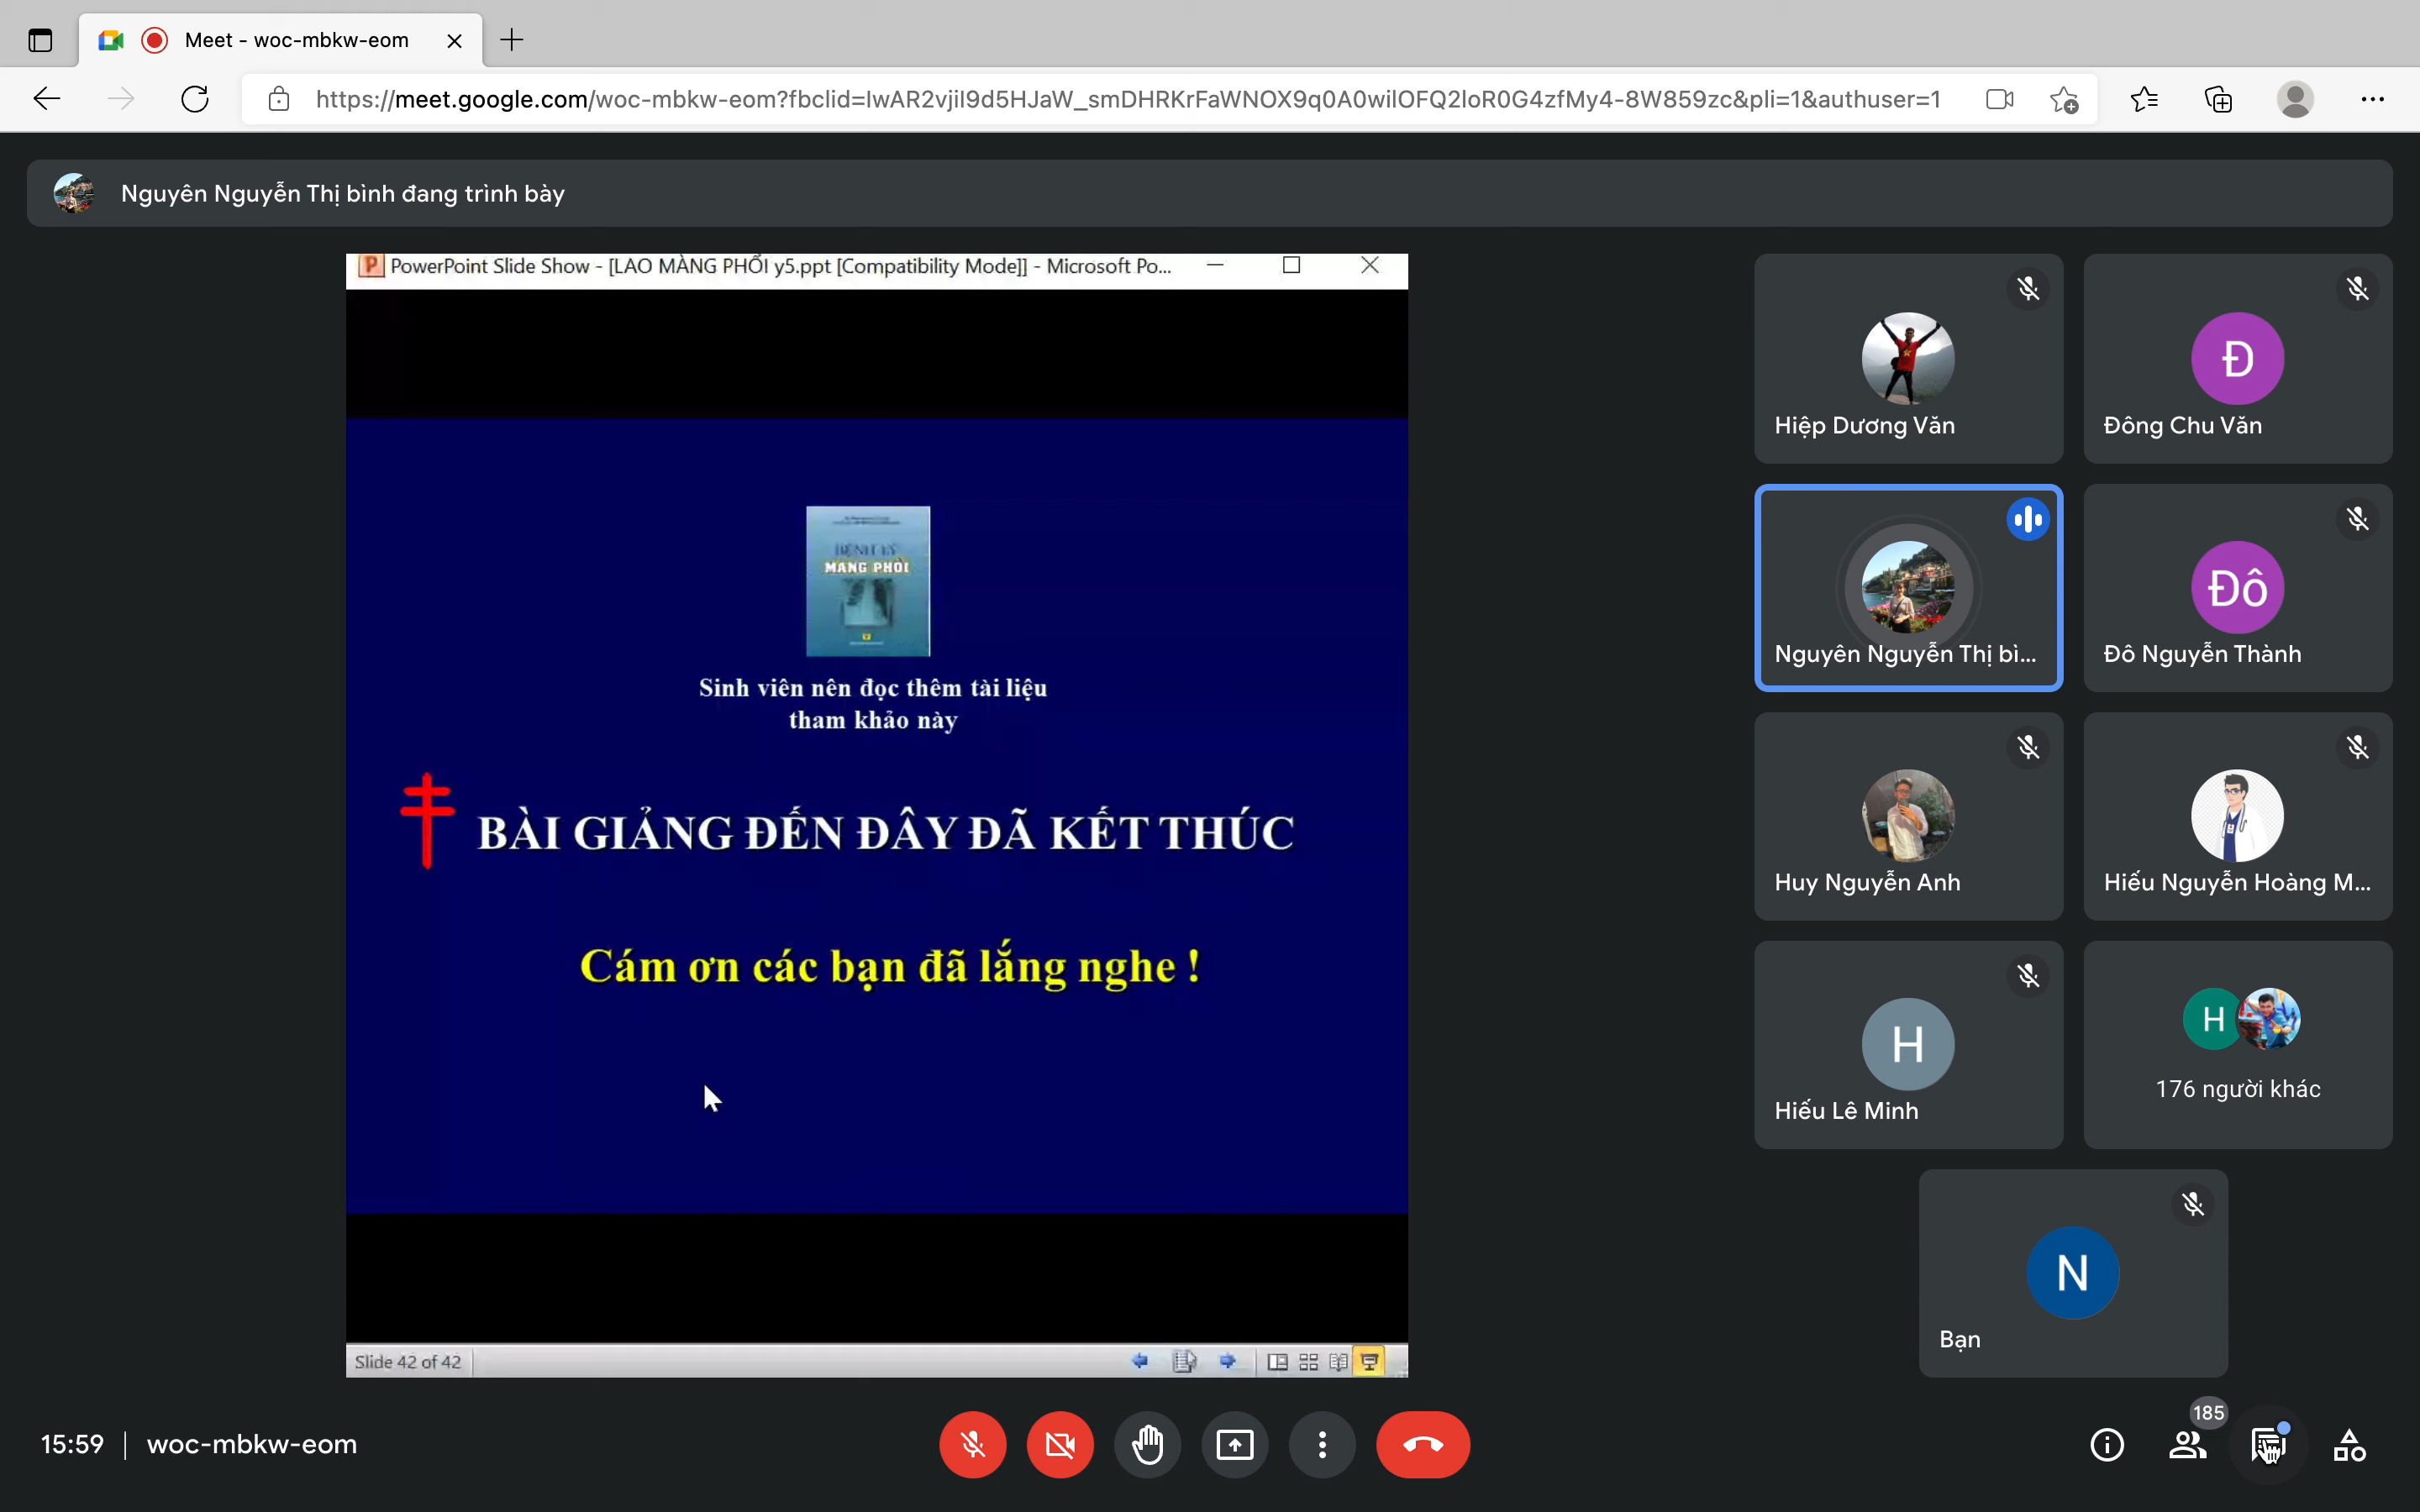 Meet - woc-mbkw-eom
https://meet.google.com/woc-mbkw-eom?fbclid=IwAR2vjiI9d5HJaW_smDHRKrFaWNOX9q0A0wilOFQ2loR0G4zfMy4-8W859zc&pli=1&authuser=1
Nguyên Nguyễn Thị bình đang trình bày
PowerPoint Slide Show - [LAO MÀNG PHỔI y5.ppt [Compatibility Mode]] - Microsoft Po...
BỆNH LÝ
MÀNG PHỔI
Sinh viên nên đọc thêm tài liệu
tham khảo này
BÀI GIẢNG ĐẾN ĐÂY ĐÃ KẾT THÚC
Cám ơn các bạn đã lắng nghe !
Slide 42 of 42
Hiệp Dương Văn
Đ
Đông Chu Văn
Nguyên Nguyễn Thị bì...
Đô
Đô Nguyễn Thành
Huy Nguyễn Anh
Hiếu Nguyễn Hoàng M...
H
Hiếu Lê Minh
H
176 người khác
N
Bạn
15:59 | woc-mbkw-eom
185